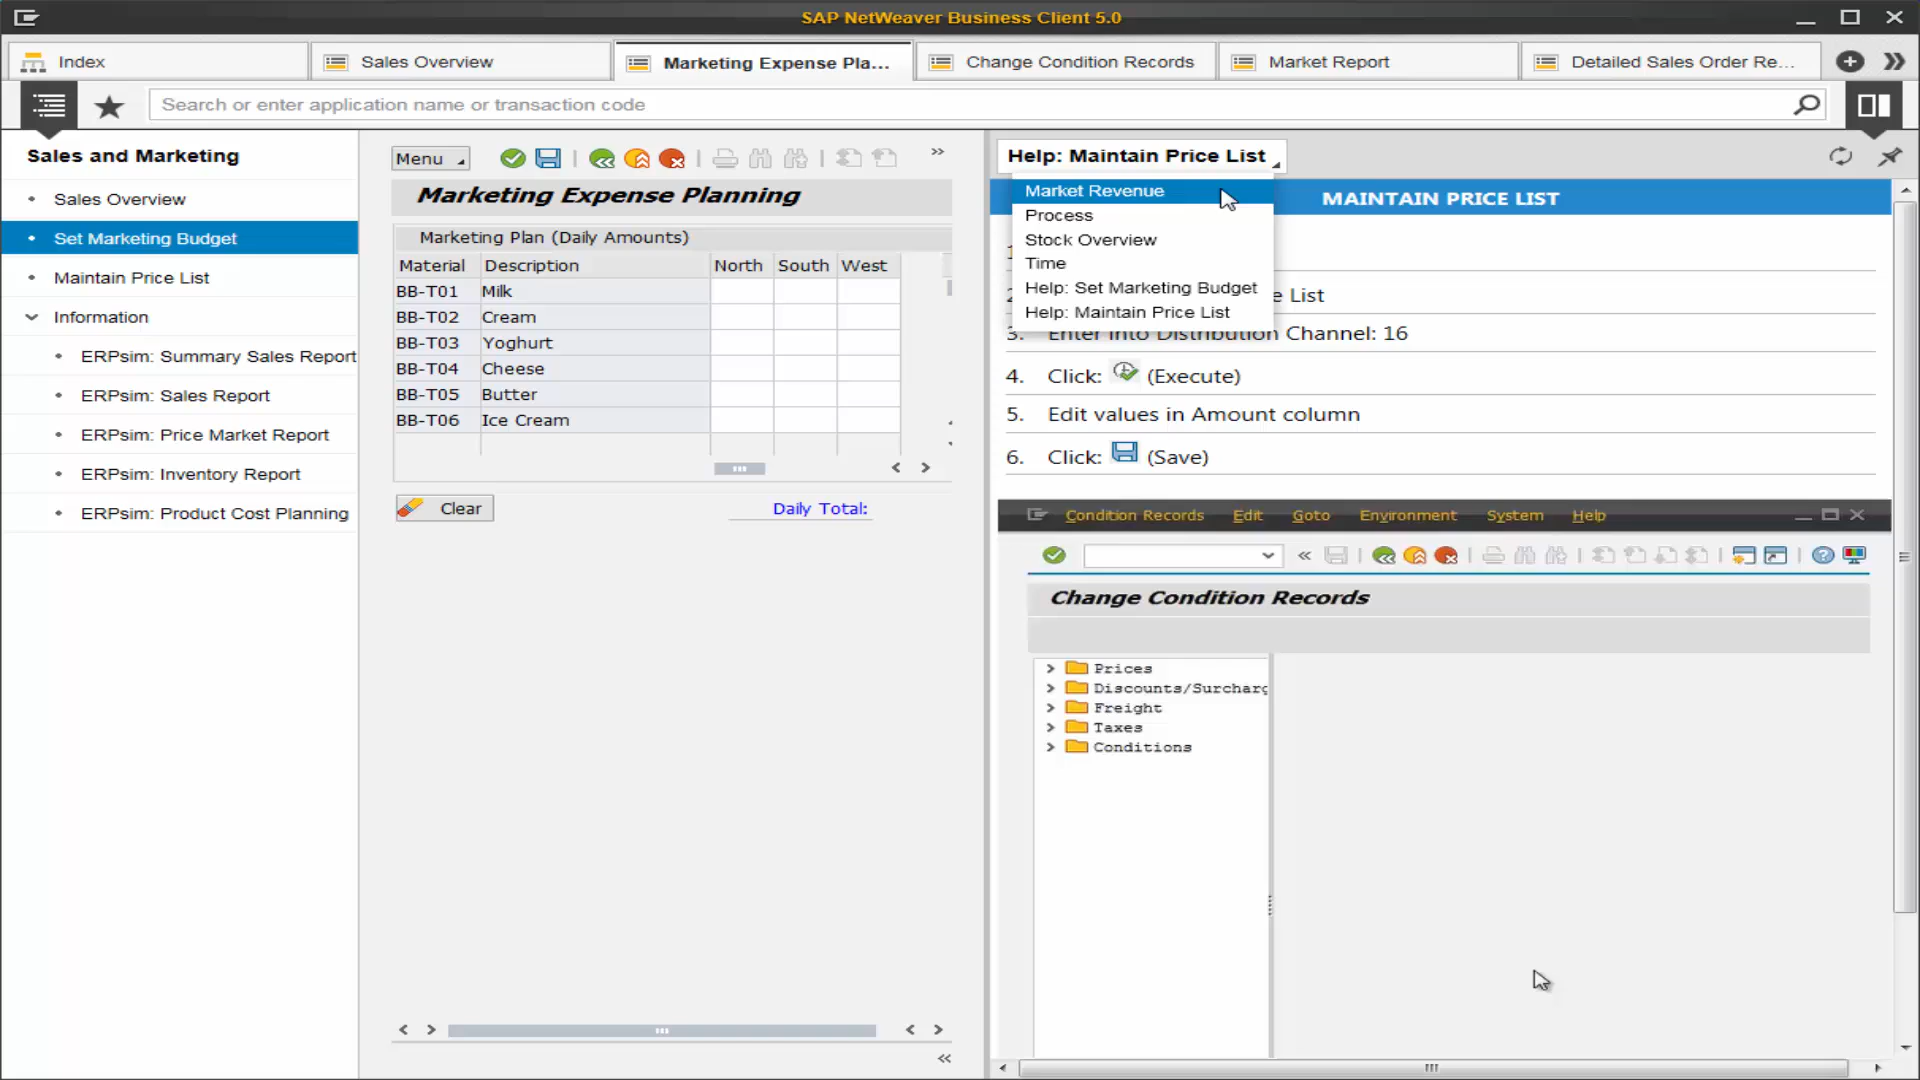 SAP NetWeaver Business Client 5.0
Index
Sales Overview
Marketing Expense Pla...
Change Condition Records
Market Report
Detailed Sales Order Re...
Search or enter application name or transaction code
Sales and Marketing
Sales Overview
Set Marketing Budget
Maintain Price List
Information
ERPsim: Summary Sales Report
ERPsim: Sales Report
ERPsim: Price Market Report
ERPsim: Inventory Report
ERPsim: Product Cost Planning
Menu
Marketing Expense Planning
Marketing Plan (Daily Amounts)
Material Description North South West
BB-T01 Milk
BB-T02 Cream
BB-T03 Yoghurt
BB-T04 Cheese
BB-T05 Butter
BB-T06 Ice Cream
Clear
Daily Total:
Help: Maintain Price List
MAINTAIN PRICE LIST
Market Revenue
Process
Stock Overview
Time
Help: Set Marketing Budget
Help: Maintain Price List
List
3. Enter into Distribution Channel: 16
4. Click: (Execute)
5. Edit values in Amount column
6. Click: (Save)
Condition Records Edit Goto Environment System Help
Change Condition Records
Prices
Discounts/Surcharg
Freight
Taxes
Conditions